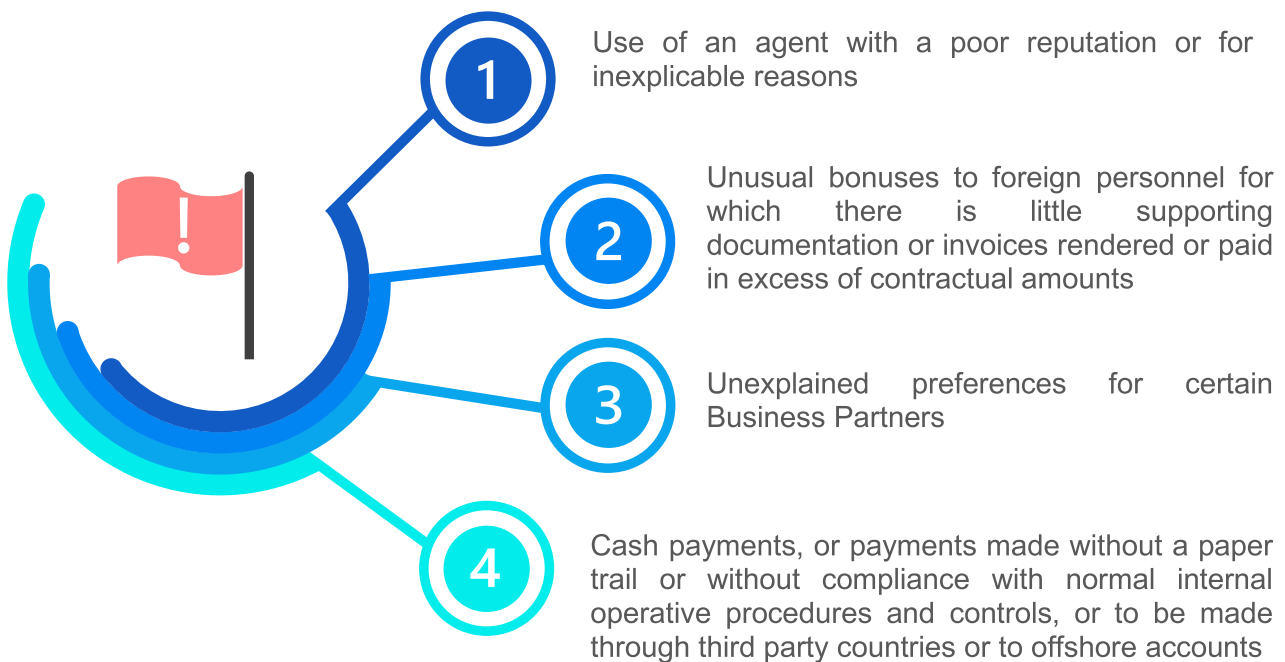 !
1
Use of an agent with a poor reputation or for
inexplicable reasons
2
Unusual bonuses to foreign personnel for
which there is little supporting
documentation or invoices rendered or paid
in excess of contractual amounts
3
Unexplained preferences for certain
Business Partners
4
Cash payments, or payments made without a paper
trail or without compliance with normal internal
operative procedures and controls, or to be made
through third party countries or to offshore accounts